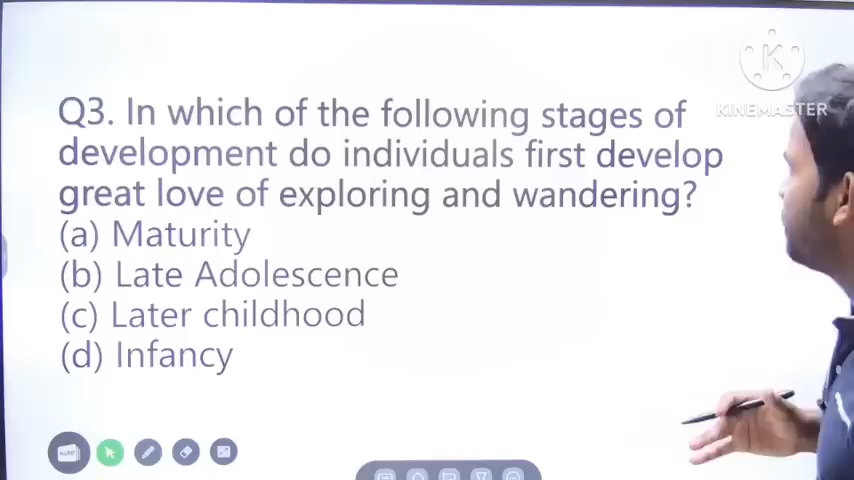 KINEMASTER
Q3. In which of the following stages of
development do individuals first develop
great love of exploring and wandering?
(a) Maturity
(b) Late Adolescence
(c) Later childhood
(d) Infancy